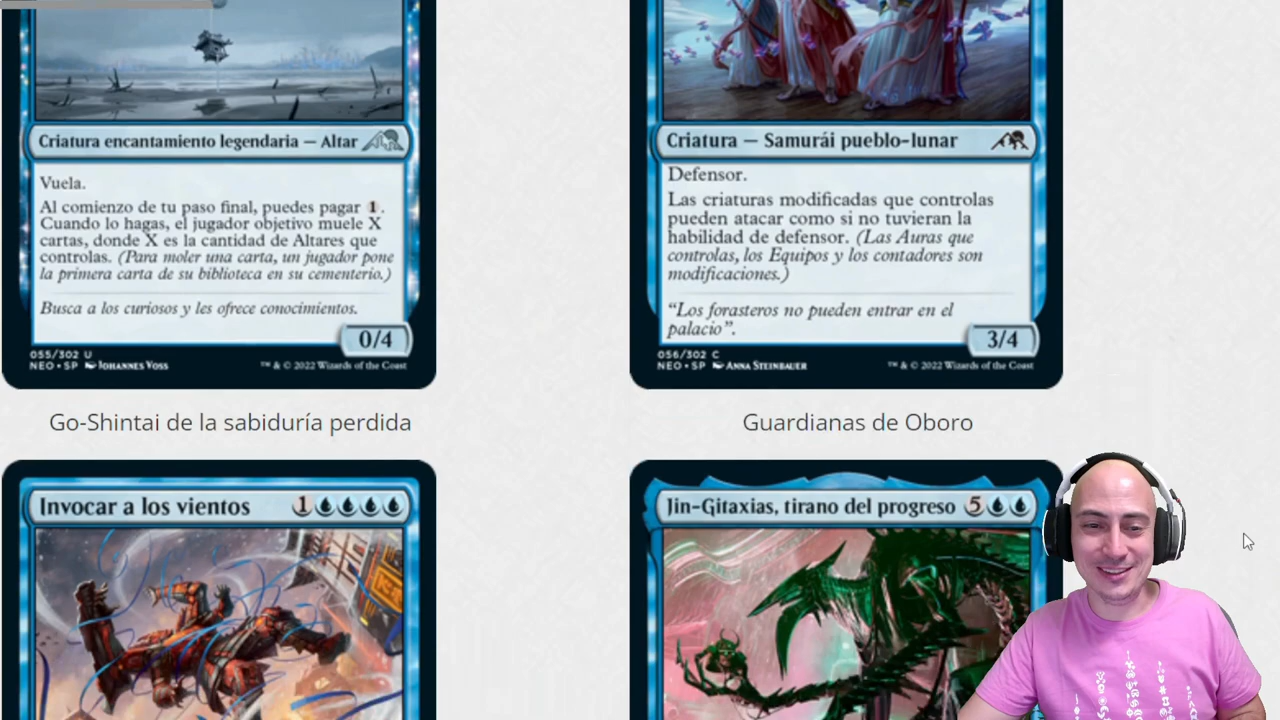 Criatura encantamiento legendaria — Altar
Vuela.
Al comienzo de tu paso final, puedes pagar 1.
Cuando lo hagas, el jugador objetivo muele X
cartas, donde X es la cantidad de Altares que
controlas. (Para moler una carta, un jugador pone
la primera carta de su biblioteca en su cementerio.)
Busca a los curiosos y les ofrece conocimientos.
0/4
055/302 U
NEO • SP Johannes Voss
™ & © 2022 Wizards of the Coast
Go-Shintai de la sabiduría perdida
Criatura — Samurái pueblo-lunar
Defensor.
Las criaturas modificadas que controlas
pueden atacar como si no tuvieran la
habilidad de defensor. (Las Auras que
controlas, los Equipos y los contadores son
modificaciones.)
“Los forasteros no pueden entrar en el
palacio”.
3/4
056/302 C
NEO • SP Anna Steinbauer
™ & © 2022 Wizards of the Coast
Guardianas de Oboro
Invocar a los vientos 1
Jin-Gitaxias, tirano del progreso 5